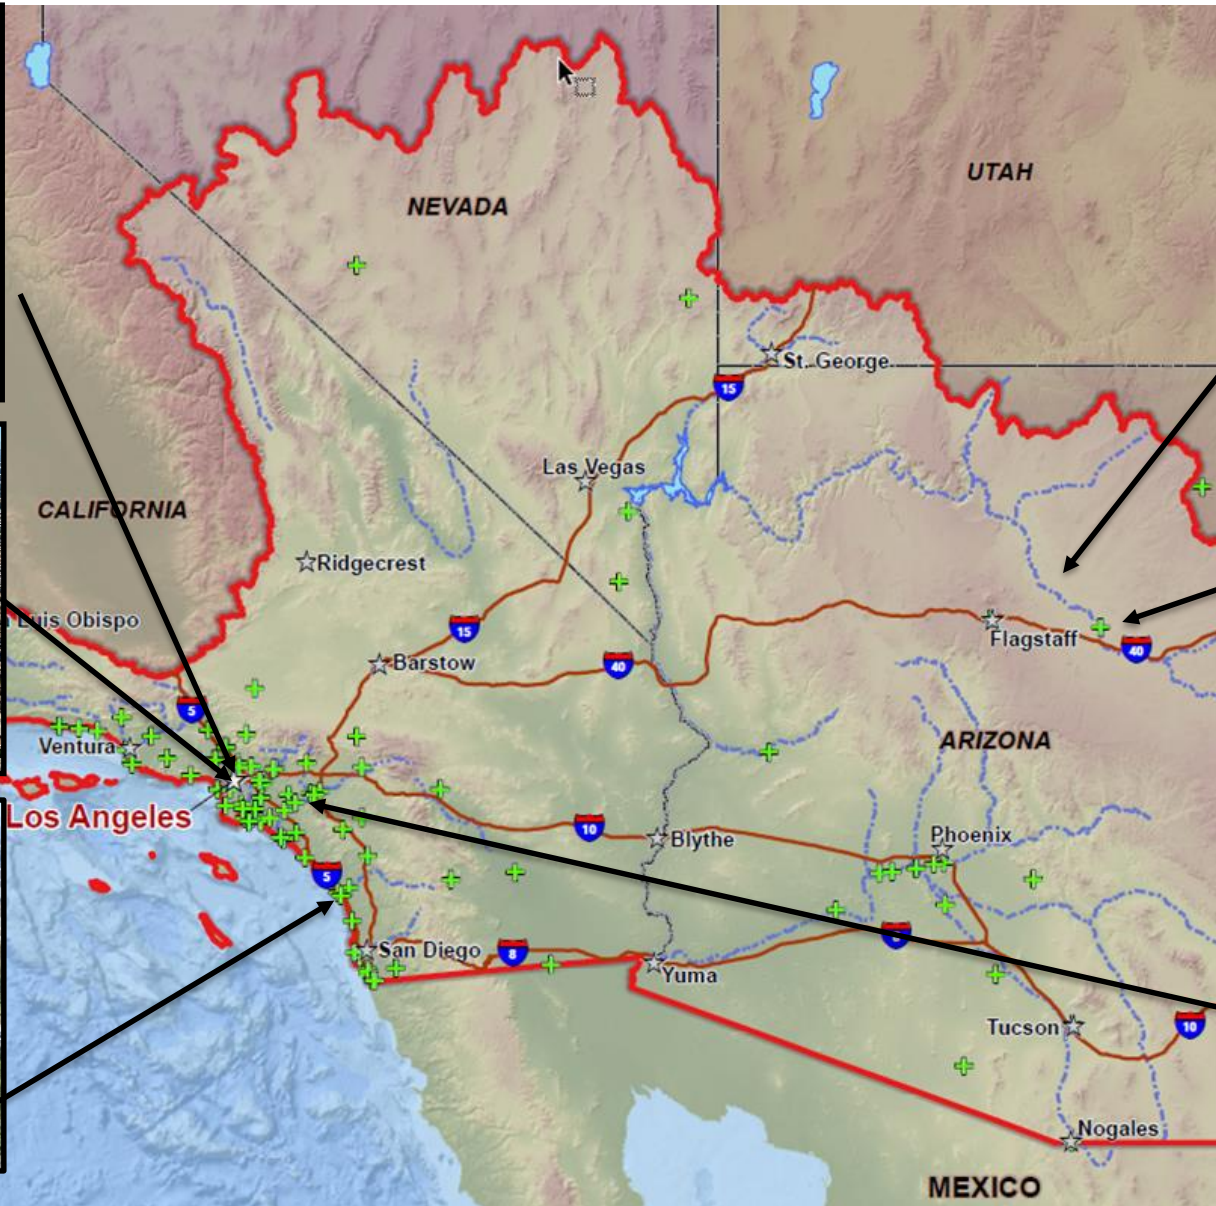 UTAH
NEVADA
St. George
15
Las Vegas
CALIFORNIA
Ridgecrest
Luis Obispo
15
Flagstaff
40
Barstow
40
5
ARIZONA
Ventura
Los Angeles
10
Blythe
Phoenix
5
San Diego
8
Yuma
Tucson
10
Nogales
MEXICO